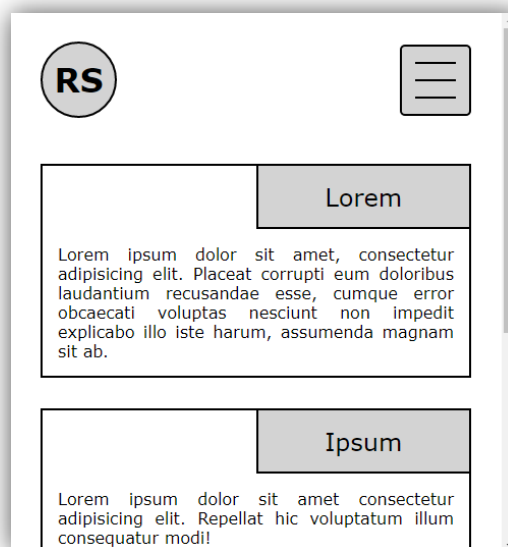 RS
Lorem
Lorem ipsum dolor sit amet, consectetur
adipisicing elit. Placeat corrupti eum doloribus
laudantium recusandae esse, cumque error
obcaecati voluptas nesciunt non impedit
explicabo illo iste harum, assumenda magnam
sit ab.
Ipsum
Lorem ipsum dolor sit amet consectetur
adipisicing elit. Repellat hic voluptatum illum
consequatur modi!